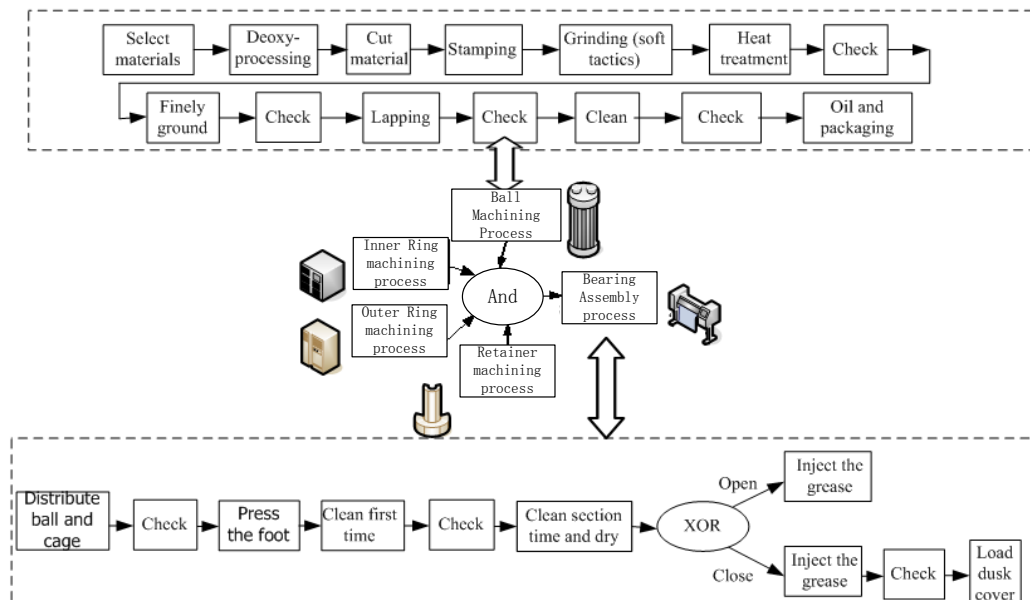 Select
materials
Deoxy-
processing
Cut
material
Stamping
Grinding (soft
tactics)
Heat
treatment
Check
Finely
ground
Check
Lapping
Check
Clean
Check
Oil and
packaging
Ball
Machining
Process
Inner Ring
machining
process
And
Bearing
Assembly
process
Outer Ring
machining
process
Retainer
machining
process
Distribute
ball and
cage
Check
Press
the foot
Clean first
time
Check
Clean section
time and dry
XOR
Open
Inject the
grease
Close
Inject the
grease
Check
Load
dusk
cover